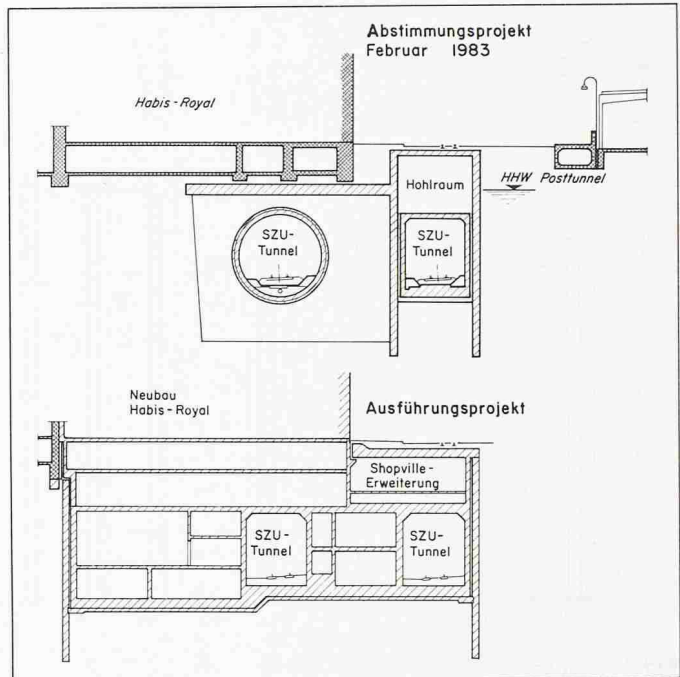 Abstimmungsprojekt
Februar 1983
Habis-Royal
Hohlraum
HHW
Posttunnel
SZU-
Tunnel
SZU-
Tunnel
Neubau
Habis-Royal
Ausführungsprojekt
Shopville-
Erweiterung
SZU-
Tunnel
SZU-
Tunnel